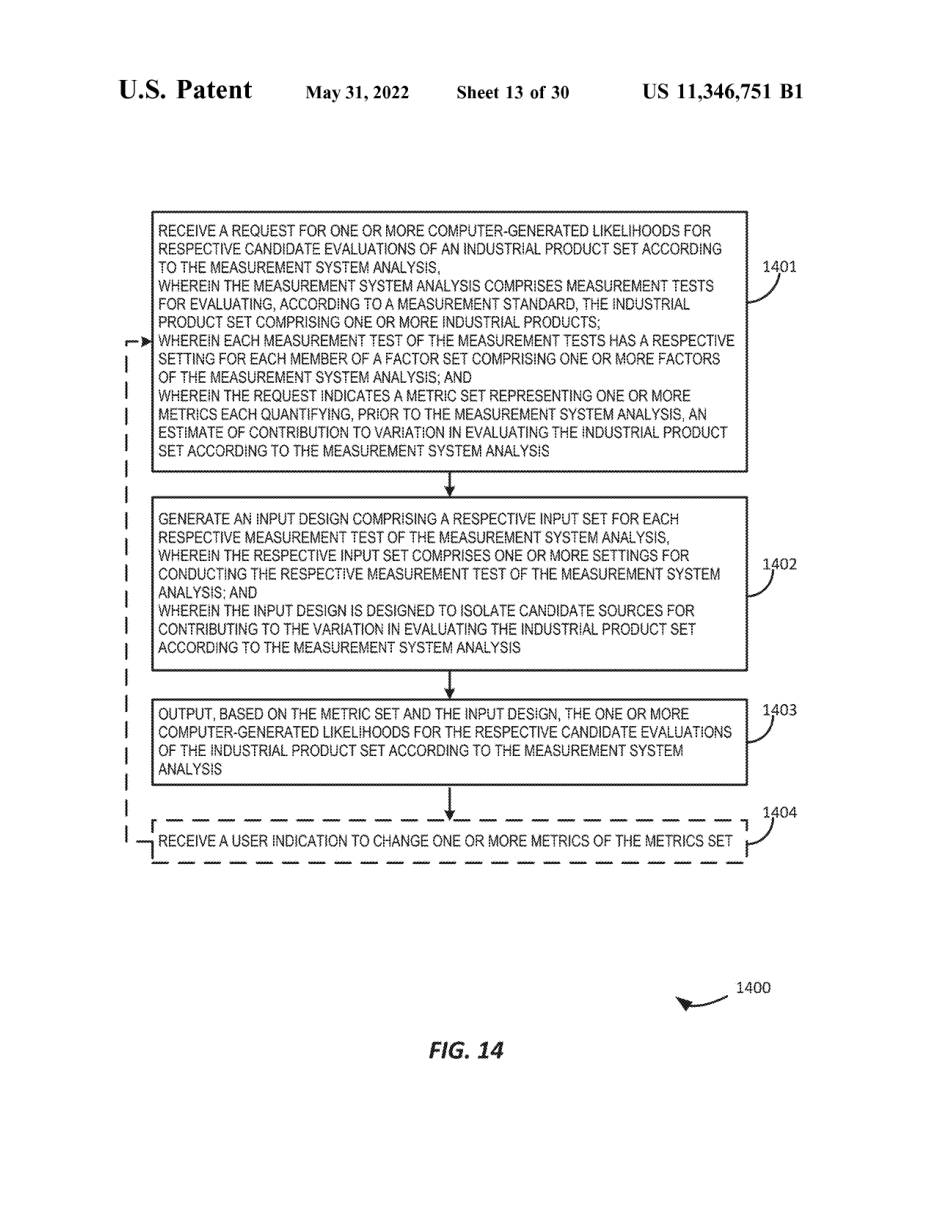 U.S. Patent May 31, 2022 Sheet 13 of 30 US 11,346,751 B1
RECEIVE A REQUEST FOR ONE OR MORE COMPUTER-GENERATED LIKELIHOODS FOR
RESPECTIVE CANDIDATE EVALUATIONS OF AN INDUSTRIAL PRODUCT SET ACCORDING
TO THE MEASUREMENT SYSTEM ANALYSIS,
WHEREIN THE MEASUREMENT SYSTEM ANALYSIS COMPRISES MEASUREMENT TESTS
FOR EVALUATING, ACCORDING TO A MEASUREMENT STANDARD, THE INDUSTRIAL
PRODUCT SET COMPRISING ONE OR MORE INDUSTRIAL PRODUCTS;
WHEREIN EACH MEASUREMENT TEST OF THE MEASUREMENT TESTS HAS A RESPECTIVE
SETTING FOR EACH MEMBER OF A FACTOR SET COMPRISING ONE OR MORE FACTORS
OF THE MEASUREMENT SYSTEM ANALYSIS; AND
WHEREIN THE REQUEST INDICATES A METRIC SET REPRESENTING ONE OR MORE
METRICS EACH QUANTIFYING, PRIOR TO THE MEASUREMENT SYSTEM ANALYSIS, AN
ESTIMATE OF CONTRIBUTION TO VARIATION IN EVALUATING THE INDUSTRIAL PRODUCT
SET ACCORDING TO THE MEASUREMENT SYSTEM ANALYSIS
1401
GENERATE AN INPUT DESIGN COMPRISING A RESPECTIVE INPUT SET FOR EACH
RESPECTIVE MEASUREMENT TEST OF THE MEASUREMENT SYSTEM ANALYSIS,
WHEREIN THE RESPECTIVE INPUT SET COMPRISES ONE OR MORE SETTINGS FOR
CONDUCTING THE RESPECTIVE MEASUREMENT TEST OF THE MEASUREMENT SYSTEM
ANALYSIS; AND
WHEREIN THE INPUT DESIGN IS DESIGNED TO ISOLATE CANDIDATE SOURCES FOR
CONTRIBUTING TO THE VARIATION IN EVALUATING THE INDUSTRIAL PRODUCT SET
ACCORDING TO THE MEASUREMENT SYSTEM ANALYSIS
1402
OUTPUT, BASED ON THE METRIC SET AND THE INPUT DESIGN, THE ONE OR MORE
COMPUTER-GENERATED LIKELIHOODS FOR THE RESPECTIVE CANDIDATE EVALUATIONS
OF THE INDUSTRIAL PRODUCT SET ACCORDING TO THE MEASUREMENT SYSTEM
ANALYSIS
1403
RECEIVE A USER INDICATION TO CHANGE ONE OR MORE METRICS OF THE METRICS SET
1404
1400
FIG. 14